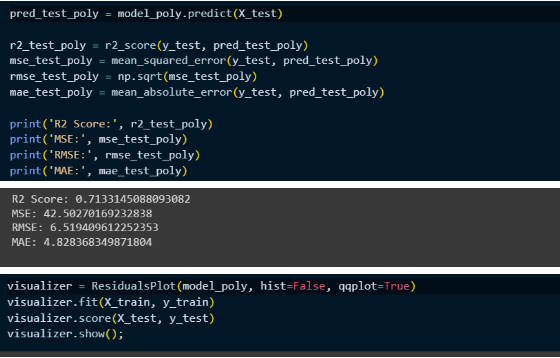 pred_test_poly = model_poly.predict(X_test)
r2_test_poly = r2_score(y_test, pred_test_poly)
mse_test_poly = mean_squared_error(y_test, pred_test_poly)
rmse_test_poly = np.sqrt(mse_test_poly)
mae_test_poly = mean_absolute_error(y_test, pred_test_poly)
print('R2 Score:', r2_test_poly)
print('MSE:', mse_test_poly)
print('RMSE:', rmse_test_poly)
print('MAE:', mae_test_poly)
R2 Score: 0.7133145088093082
MSE: 42.50270169232838
RMSE: 6.519409612252353
MAE: 4.828368349871804
visualizer = ResidualsPlot(model_poly, hist=False, qqplot=True)
visualizer.fit(X_train, y_train)
visualizer.score(X_test, y_test)
visualizer.show();